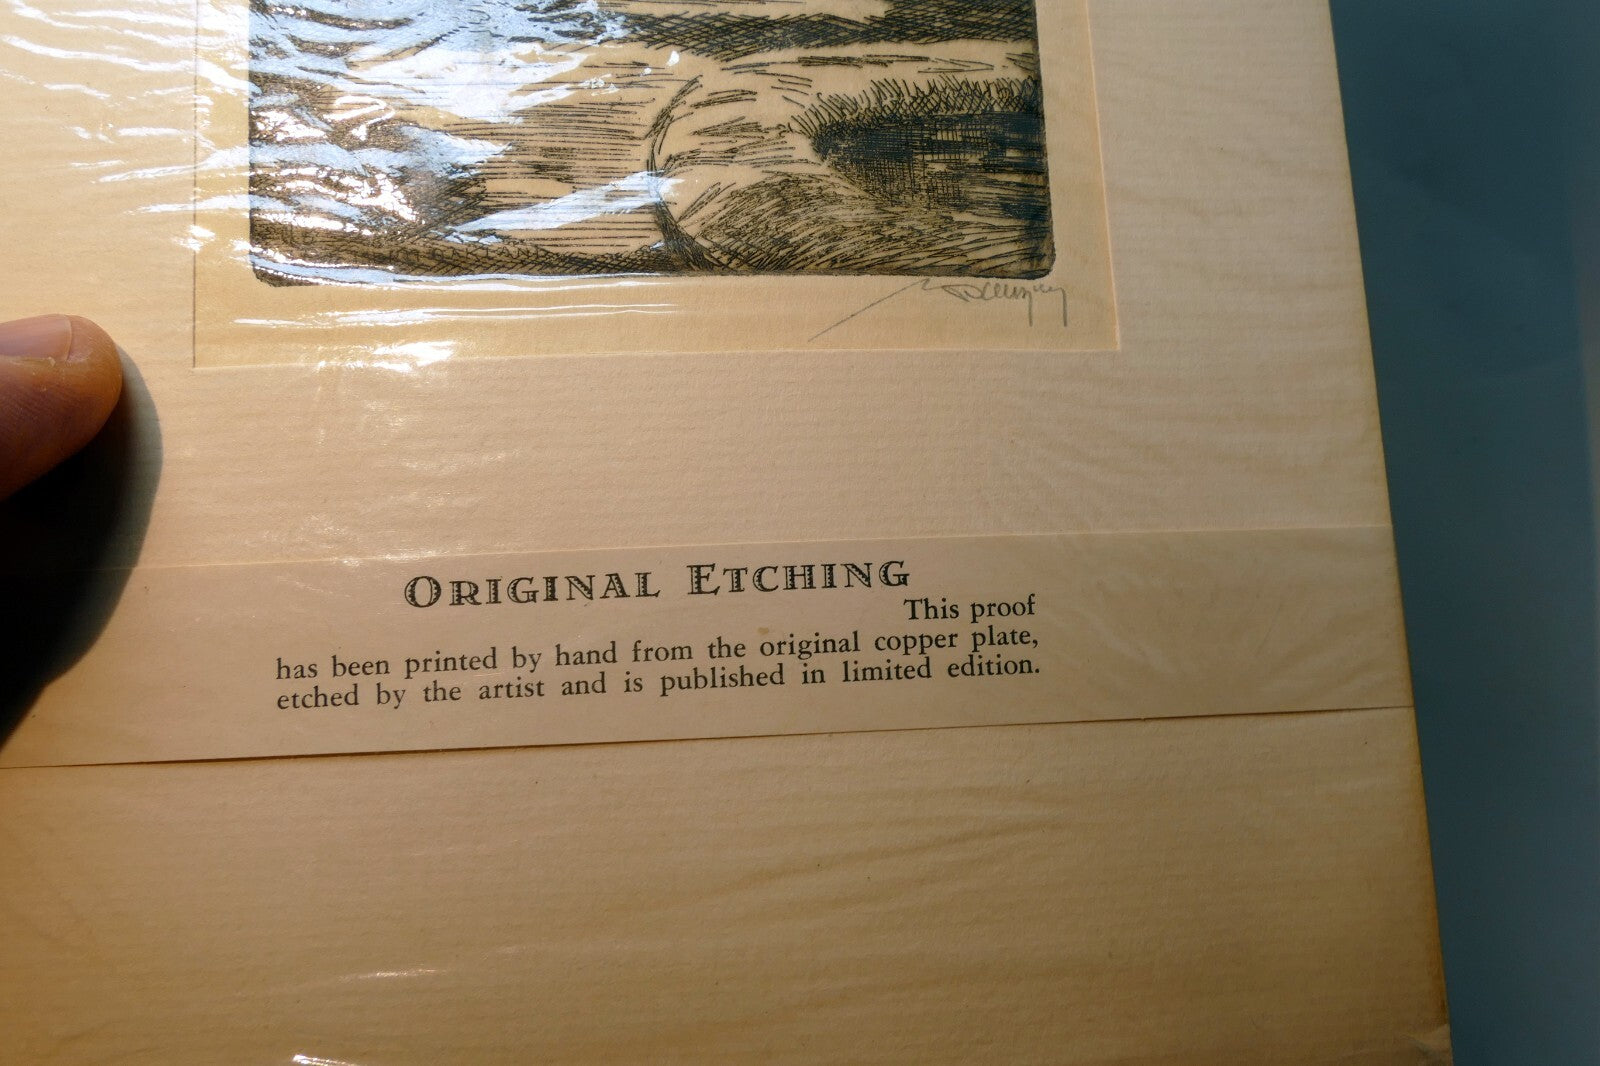 ORIGINAL ETCHING
This proof
has been printed by hand from the original copper plate,
etched by the artist and is published in limited edition.